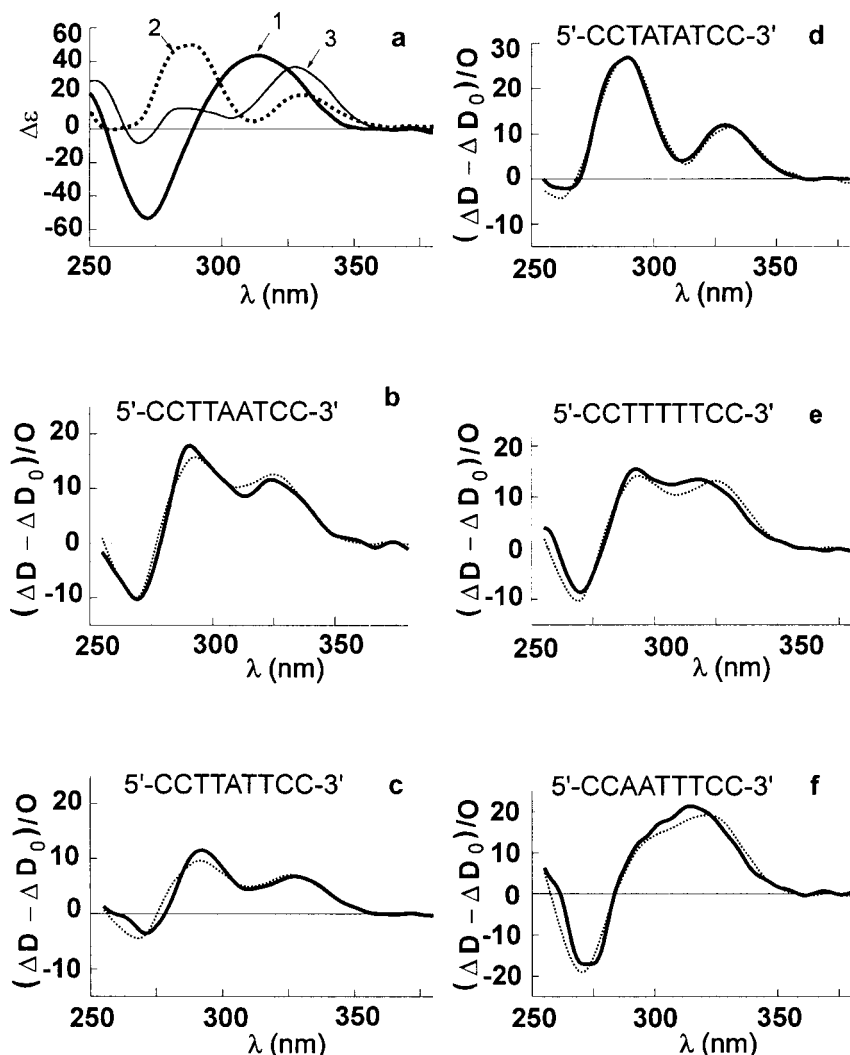 a
1
2
3
Δε
60
40
20
0
-20
-40
-60
250
300
350
λ (nm)
b
5'-CCTTAATCC-3'
(ΔD – ΔD₀)/O
20
10
0
-10
250
300
350
λ (nm)
c
5'-CCTTATTCC-3'
(ΔD – ΔD₀)/O
20
10
0
-10
250
300
350
λ (nm)
d
5'-CCTATATCC-3'
(ΔD – ΔD₀)/O
30
20
10
0
-10
250
300
350
λ (nm)
e
5'-CCTTTTTCC-3'
(ΔD – ΔD₀)/O
20
10
0
-10
250
300
350
λ (nm)
f
5'-CCAATTTCC-3'
(ΔD – ΔD₀)/O
20
10
0
-10
-20
250
300
350
λ (nm)